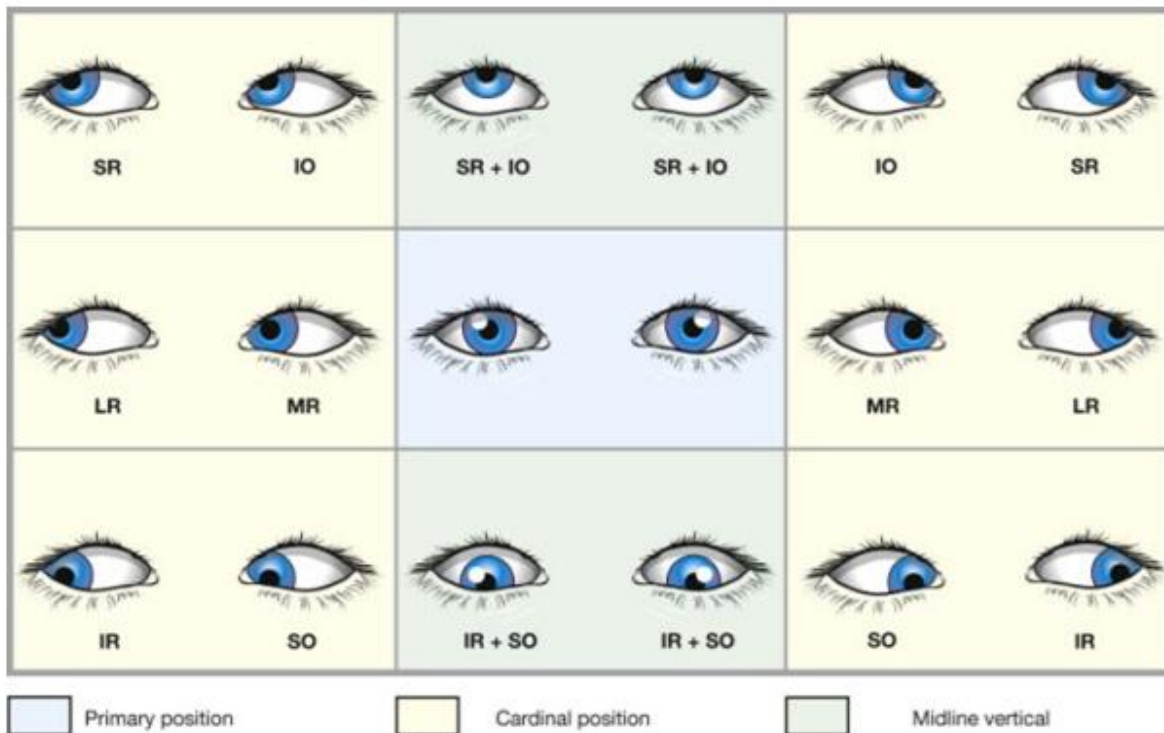 SR IO SR + IO SR + IO IO SR
LR MR MR LR
IR SO IR + SO IR + SO SO IR
Primary position Cardinal position Midline vertical